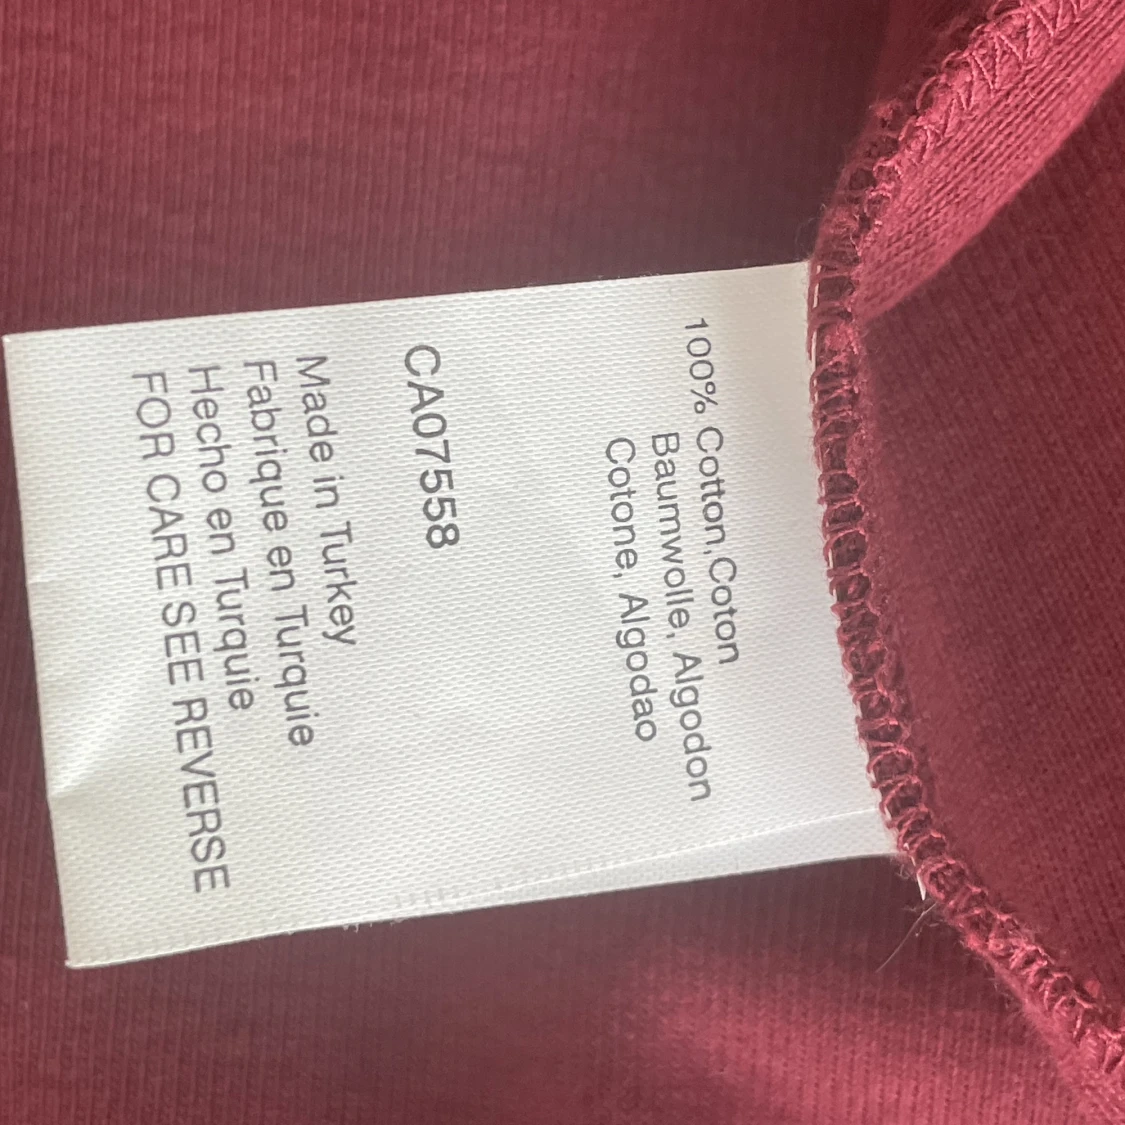 100% Cotton,Coton
Baumwolle, Algodon
Cotone, Algodao
CA07558
Made in Turkey
Fabrique en Turquie
Hecho en Turquie
FOR CARE SEE REVERSE